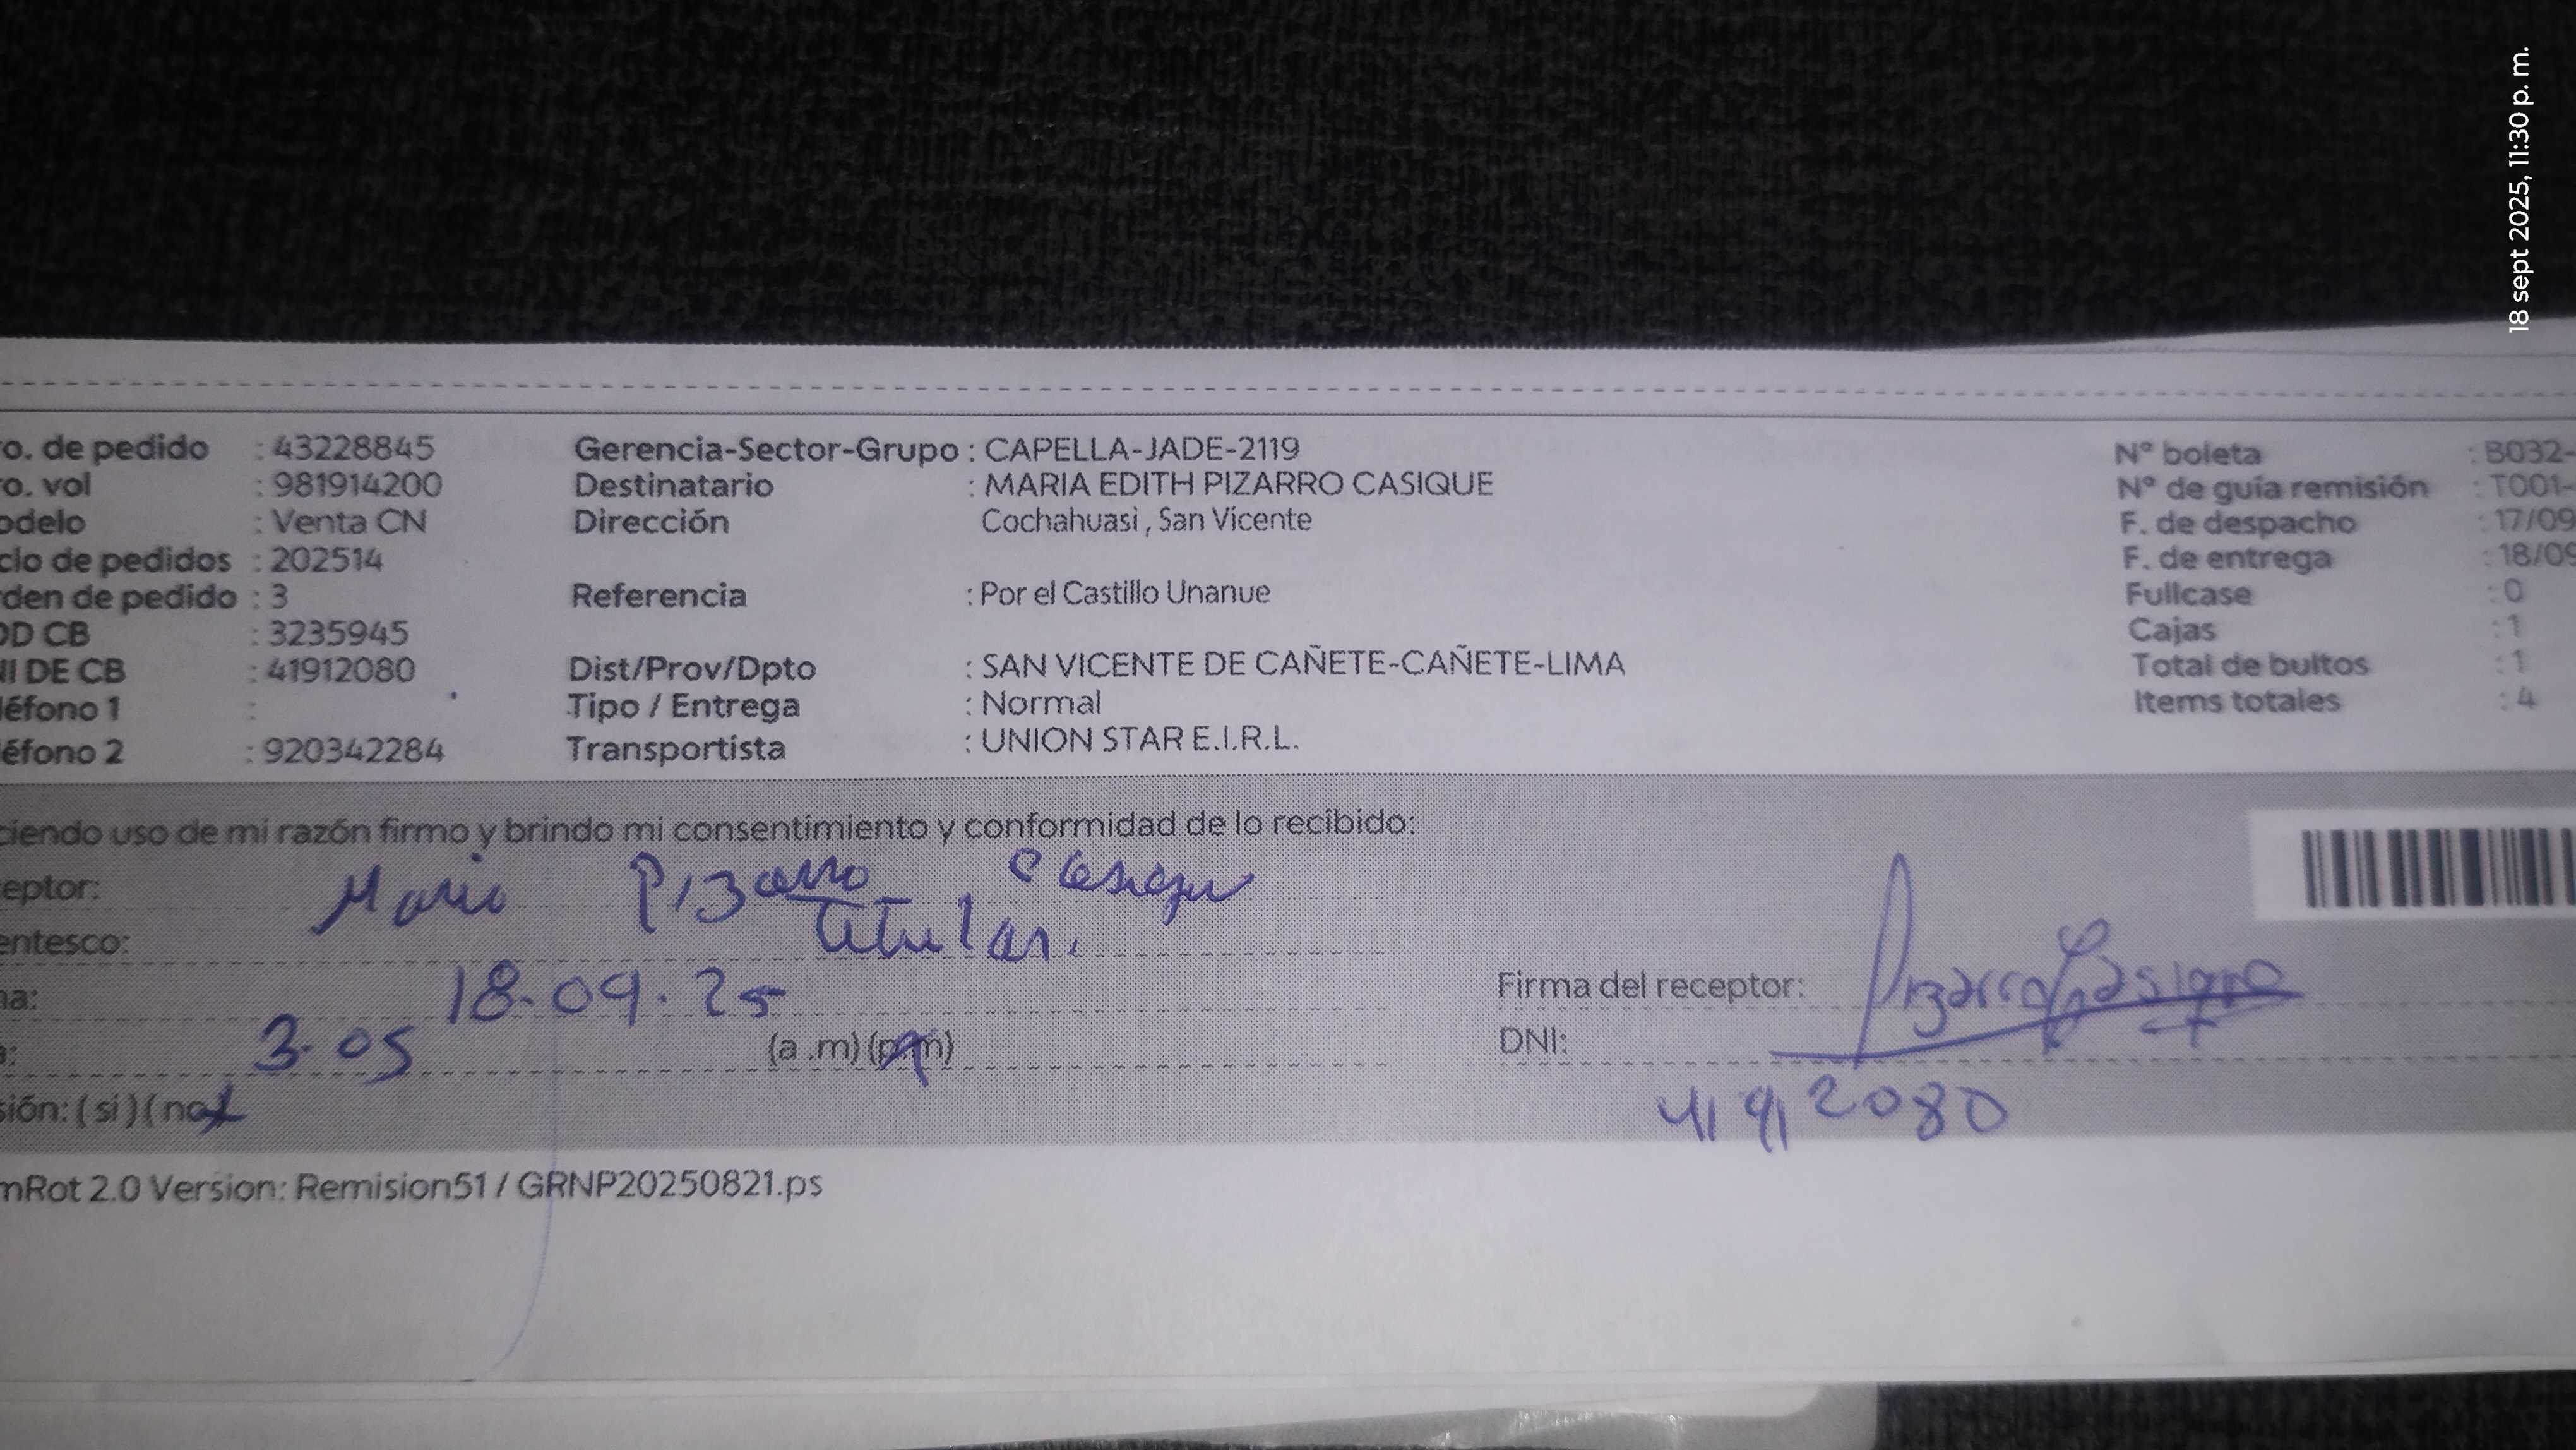 18 sept 2025, 11:30 p. m.
ro. de pedido : 43228845 Gerencia-Sector-Grupo : CAPELLA-JADE-2119 N° boleta : B032-
ro. vol : 981914200 Destinatario : MARIA EDITH PIZARRO CASIQUE N° de guía remisión : T001-
odelo : Venta CN Dirección Cochahuasi , San Vicente F. de despacho : 17/09
clo de pedidos : 202514 F. de entrega : 18/09
rden de pedido : 3 Referencia : Por el Castillo Unanue Fullcase : 0
OD CB : 3235945 Cajas : 1
NI DE CB : 41912080 Dist/Prov/Dpto : SAN VICENTE DE CAÑETE-CAÑETE-LIMA Total de bultos : 1
léfono 1 : Tipo / Entrega : Normal Items totales : 4
léfono 2 : 920342284 Transportista : UNION STAR E.I.R.L.
ciendo uso de mi razón firmo y brindo mi consentimiento y conformidad de lo recibido:
eptor: Maria Pizarro Casique
entesco: Titular.
ha: 18-09-25 Firma del receptor: Pizarro Casique
a: 3-05 (a .m) (p.m) DNI: 41912080
sión: ( si ) ( no )
mRot 2.0 Version: Remision51 / GRNP20250821.ps